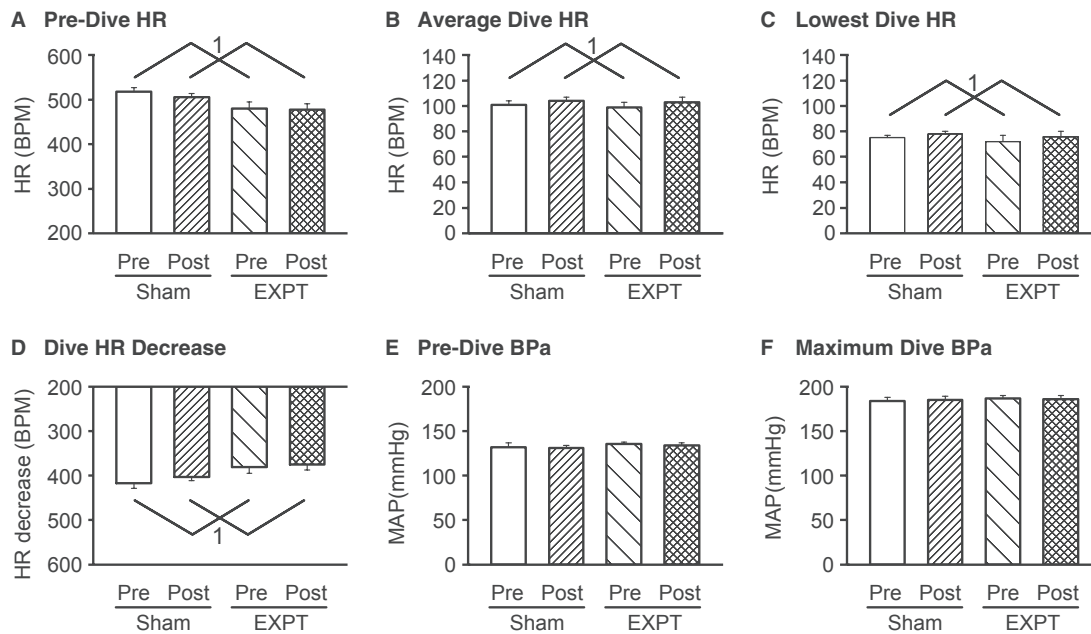 A Pre-Dive HR
HR (BPM)
600
500
400
300
200
1
Pre Post Pre Post
Sham EXPT
B Average Dive HR
HR (BPM)
140
120
100
80
60
40
20
0
1
Pre Post Pre Post
Sham EXPT
C Lowest Dive HR
HR (BPM)
140
120
100
80
60
40
20
0
1
Pre Post Pre Post
Sham EXPT
D Dive HR Decrease
HR decrease (BPM)
200
300
400
500
600
1
Pre Post Pre Post
Sham EXPT
E Pre-Dive BPa
MAP(mmHg)
200
150
100
50
0
Pre Post Pre Post
Sham EXPT
F Maximum Dive BPa
MAP(mmHg)
200
150
100
50
0
Pre Post Pre Post
Sham EXPT